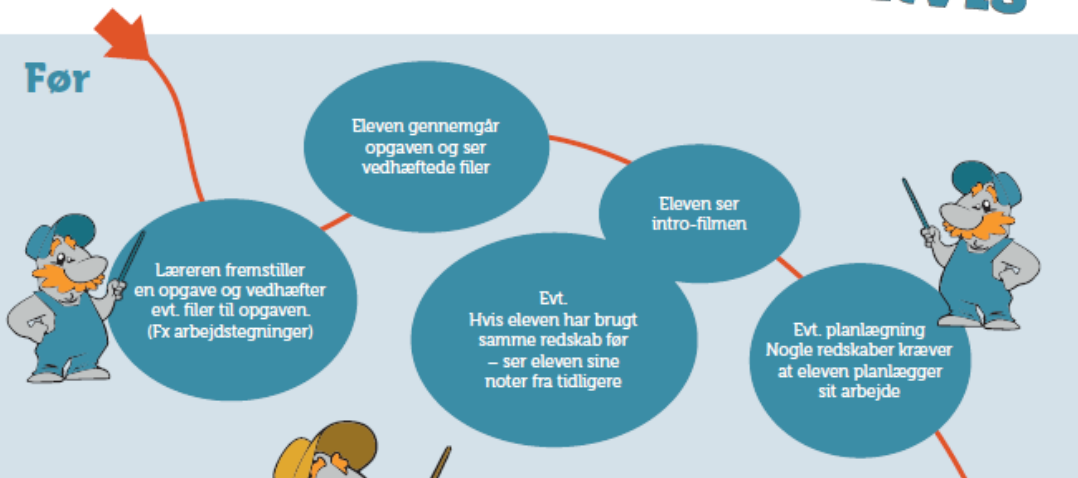 Før
Læreren fremstiller
en opgave og vedhæfter
evt. filer til opgaven.
(Fx arbejdstegninger)
Eleven gennemgår
opgaven og ser
vedhæftede filer
Eleven ser
intro-filmen
Evt.
Hvis eleven har brugt
samme redskab før
– ser eleven sine
noter fra tidligere
Evt. planlægning
Nogle redskaber kræver
at eleven planlægger
sit arbejde